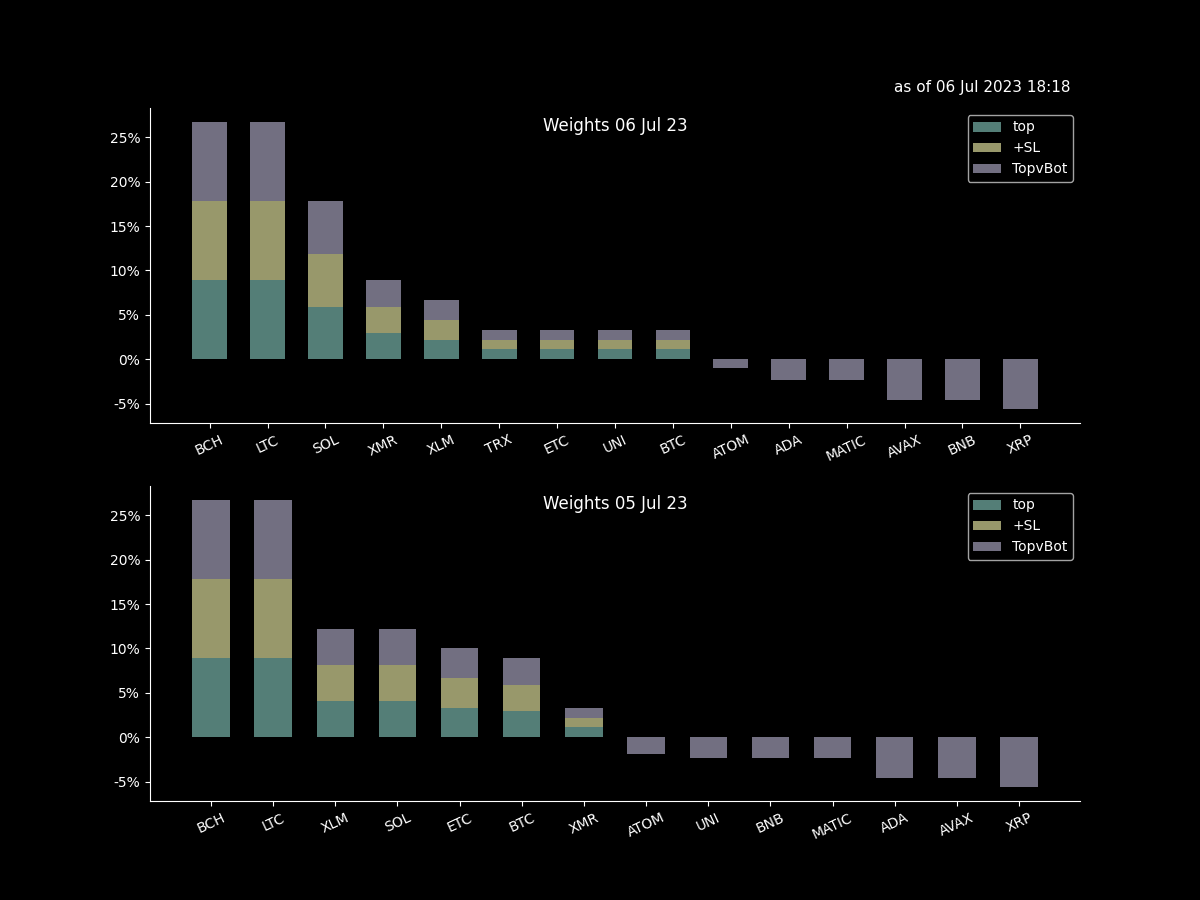 as of 06 Jul 2023 18:18
Weights 06 Jul 23
top
+SL
TopvBot
25%
20%
15%
10%
5%
0%
-5%
BCH LTC SOL XMR XLM TRX ETC UNI BTC ATOM ADA MATIC AVAX BNB XRP
Weights 05 Jul 23
top
+SL
TopvBot
25%
20%
15%
10%
5%
0%
-5%
BCH LTC XLM SOL ETC BTC XMR ATOM UNI BNB MATIC ADA AVAX XRP